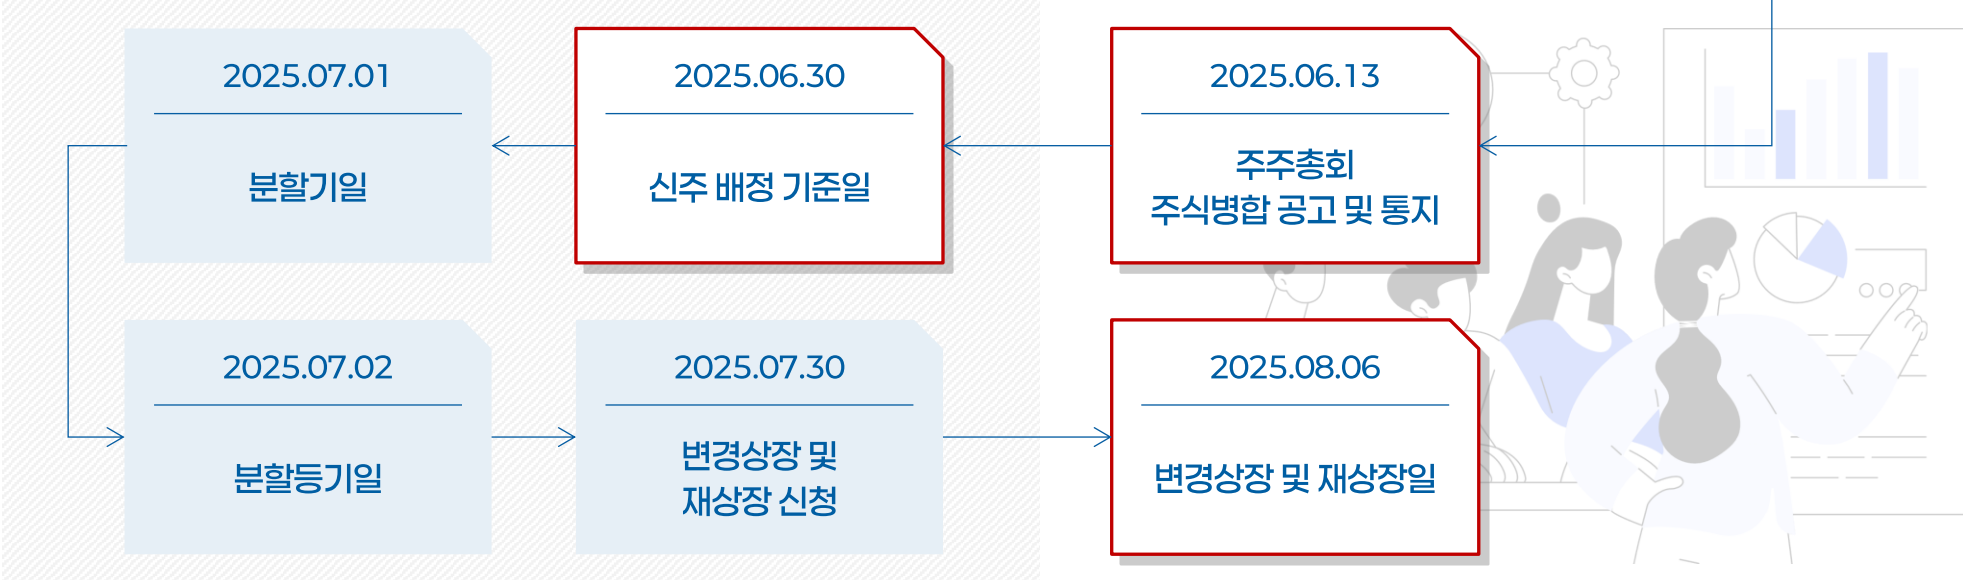 2025.07.01
분할기일
2025.06.30
신주 배정 기준일
2025.06.13
주주총회
주식병합 공고 및 통지
2025.07.02
분할등기일
2025.07.30
변경상장 및
재상장 신청
2025.08.06
변경상장 및 재상장일